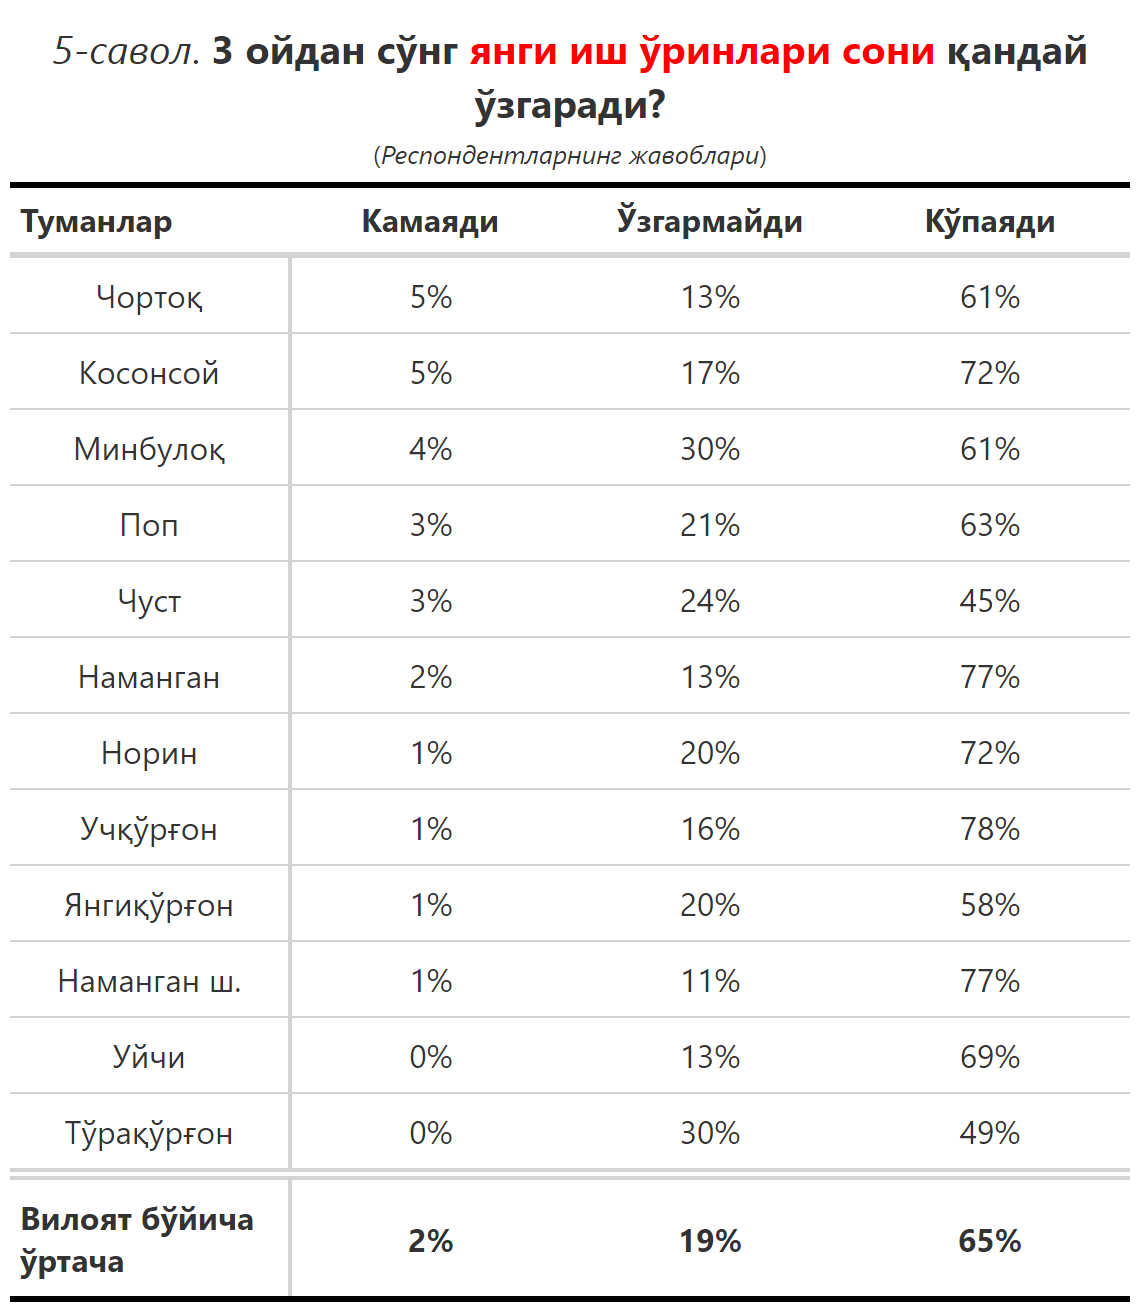 5-савол. 3 ойдан сўнг янги иш ўринлари сони қандай
ўзгаради?
(Респондентларнинг жавоблари)
Туманлар Камаяди Ўзгармайди Кўпаяди
Чортоқ 5% 13% 61%
Косонсой 5% 17% 72%
Минбулоқ 4% 30% 61%
Поп 3% 21% 63%
Чуст 3% 24% 45%
Наманган 2% 13% 77%
Норин 1% 20% 72%
Учқўрғон 1% 16% 78%
Янгиқўрғон 1% 20% 58%
Наманган ш. 1% 11% 77%
Уйчи 0% 13% 69%
Тўрақўрғон 0% 30% 49%
Вилоят бўйича
ўртача 2% 19% 65%